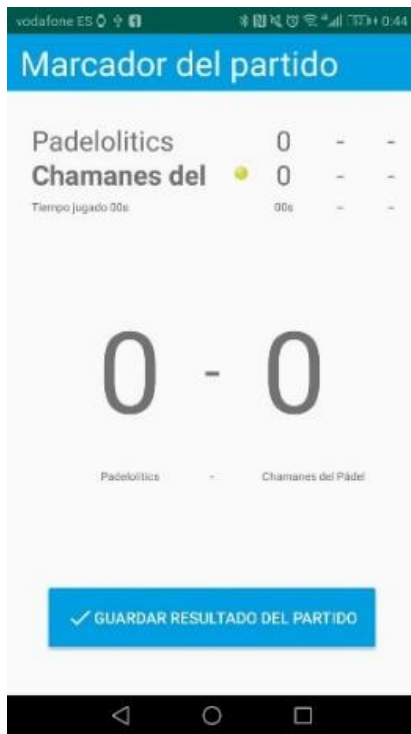 vodafone ES 0:44
Marcador del partido
Padelolitics 0 - -
Chamanes del 0 - -
Tiempo jugado 00s 00s - -
0 - 0
Padelolitics - Chamanes del Pádel
GUARDAR RESULTADO DEL PARTIDO